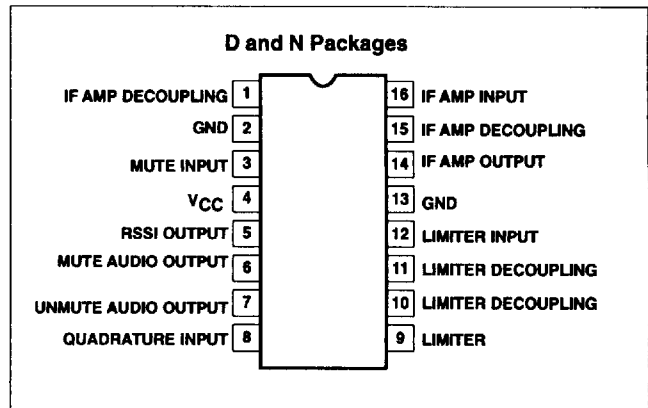 D and N Packages
IF AMP DECOUPLING 1
GND 2
MUTE INPUT 3
VCC 4
RSSI OUTPUT 5
MUTE AUDIO OUTPUT 6
UNMUTE AUDIO OUTPUT 7
QUADRATURE INPUT 8
16 IF AMP INPUT
15 IF AMP DECOUPLING
14 IF AMP OUTPUT
13 GND
12 LIMITER INPUT
11 LIMITER DECOUPLING
10 LIMITER DECOUPLING
9 LIMITER